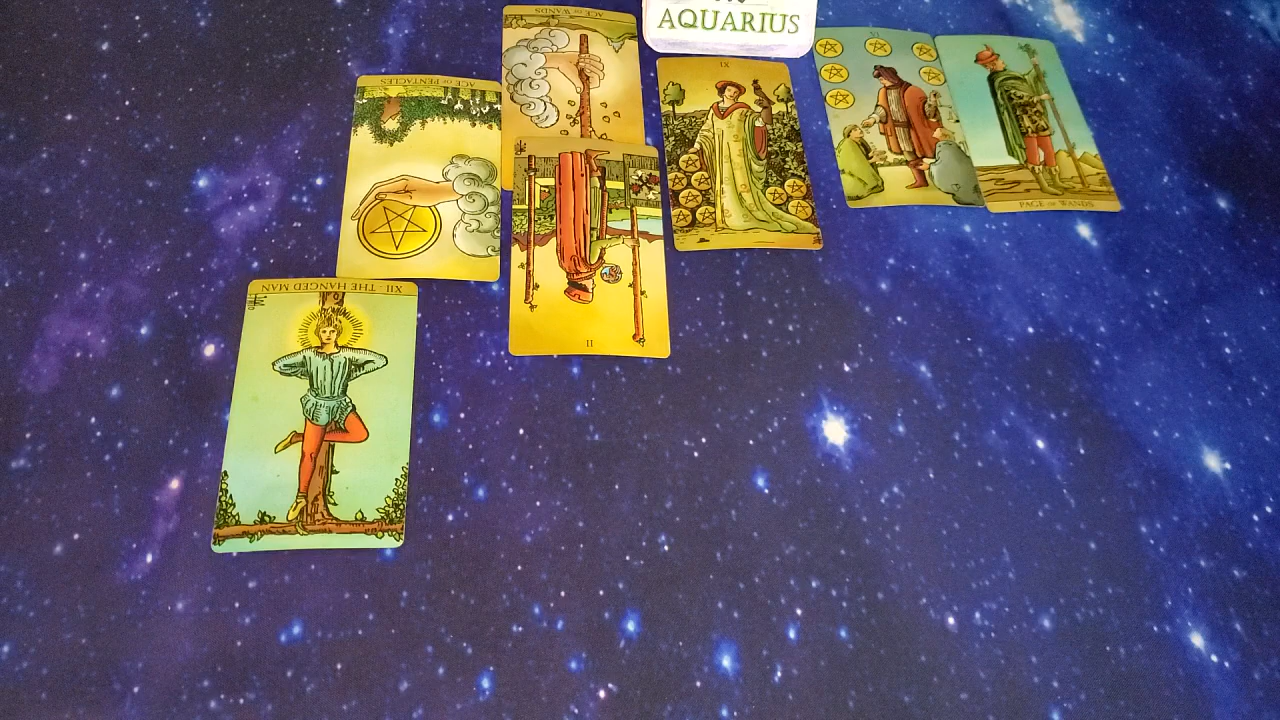 AQUARIUS
ACE OF WANDS
ACE OF PENTACLES
IX
VI
PAGE OF WANDS
II
XII - THE HANGED MAN